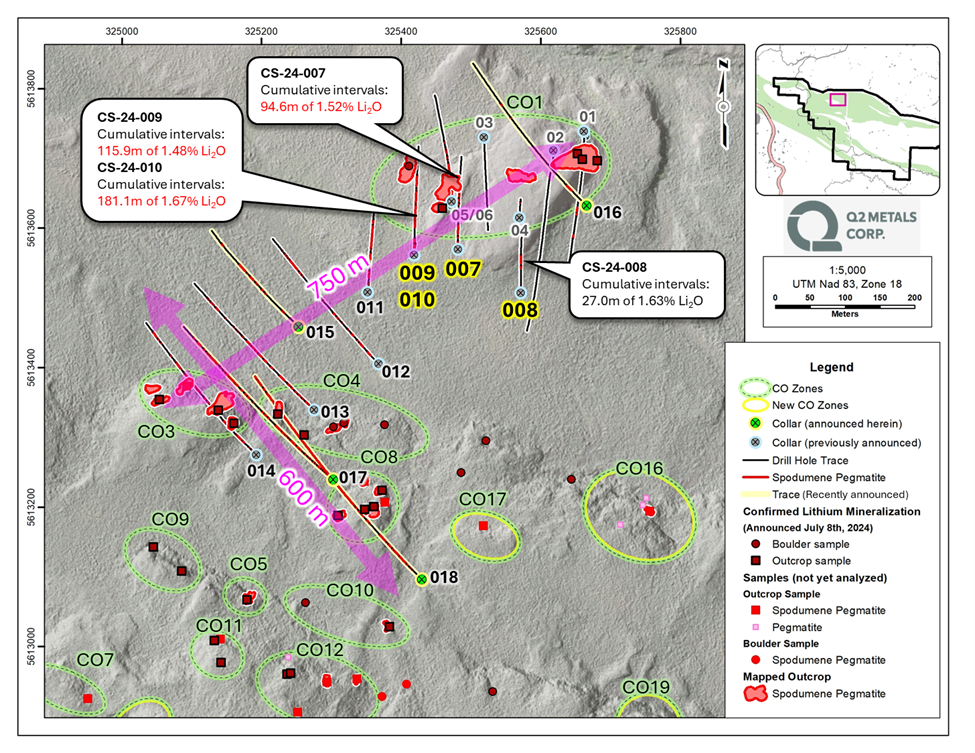 325000
325200
325400
325600
325800
5613800
5613600
5613400
5613200
5613000
CS-24-007
Cumulative intervals:
94.6m of 1.52% Li2O
CS-24-009
Cumulative intervals:
115.9m of 1.48% Li2O
CS-24-010
Cumulative intervals:
181.1m of 1.67% Li2O
CO1
01
02
03
04
05/06
016
009
010
007
008
011
CS-24-008
Cumulative intervals:
27.0m of 1.63% Li2O
750 m
015
012
013
014
CO3
CO4
CO8
017
600 m
018
CO16
CO17
CO9
CO5
CO10
CO11
CO12
CO7
CO19
N
Q2 METALS
CORP.
1:5,000
UTM Nad 83, Zone 18
0 50 100 150 200
Meters
Legend
CO Zones
New CO Zones
Collar (announced herein)
Collar (previously announced)
Drill Hole Trace
Spodumene Pegmatite
Trace (Recently announced)
Confirmed Lithium Mineralization
(Announced July 8th, 2024)
Boulder sample
Outcrop sample
Samples (not yet analyzed)
Outcrop Sample
Spodumene Pegmatite
Pegmatite
Boulder Sample
Spodumene Pegmatite
Mapped Outcrop
Spodumene Pegmatite